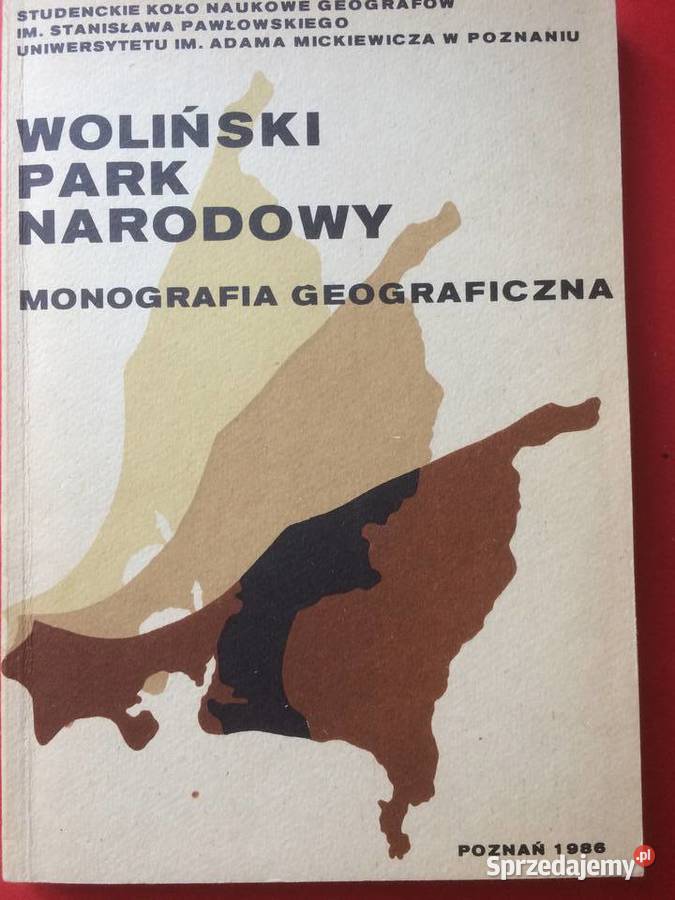 STUDENCKIE KOŁO NAUKOWE GEOGRAFÓW
IM. STANISŁAWA PAWŁOWSKIEGO
UNIWERSYTETU IM. ADAMA MICKIEWICZA W POZNANIU
WOLIŃSKI
PARK
NARODOWY
MONOGRAFIA GEOGRAFICZNA
POZNAŃ 1986
Sprzedajemy.pl